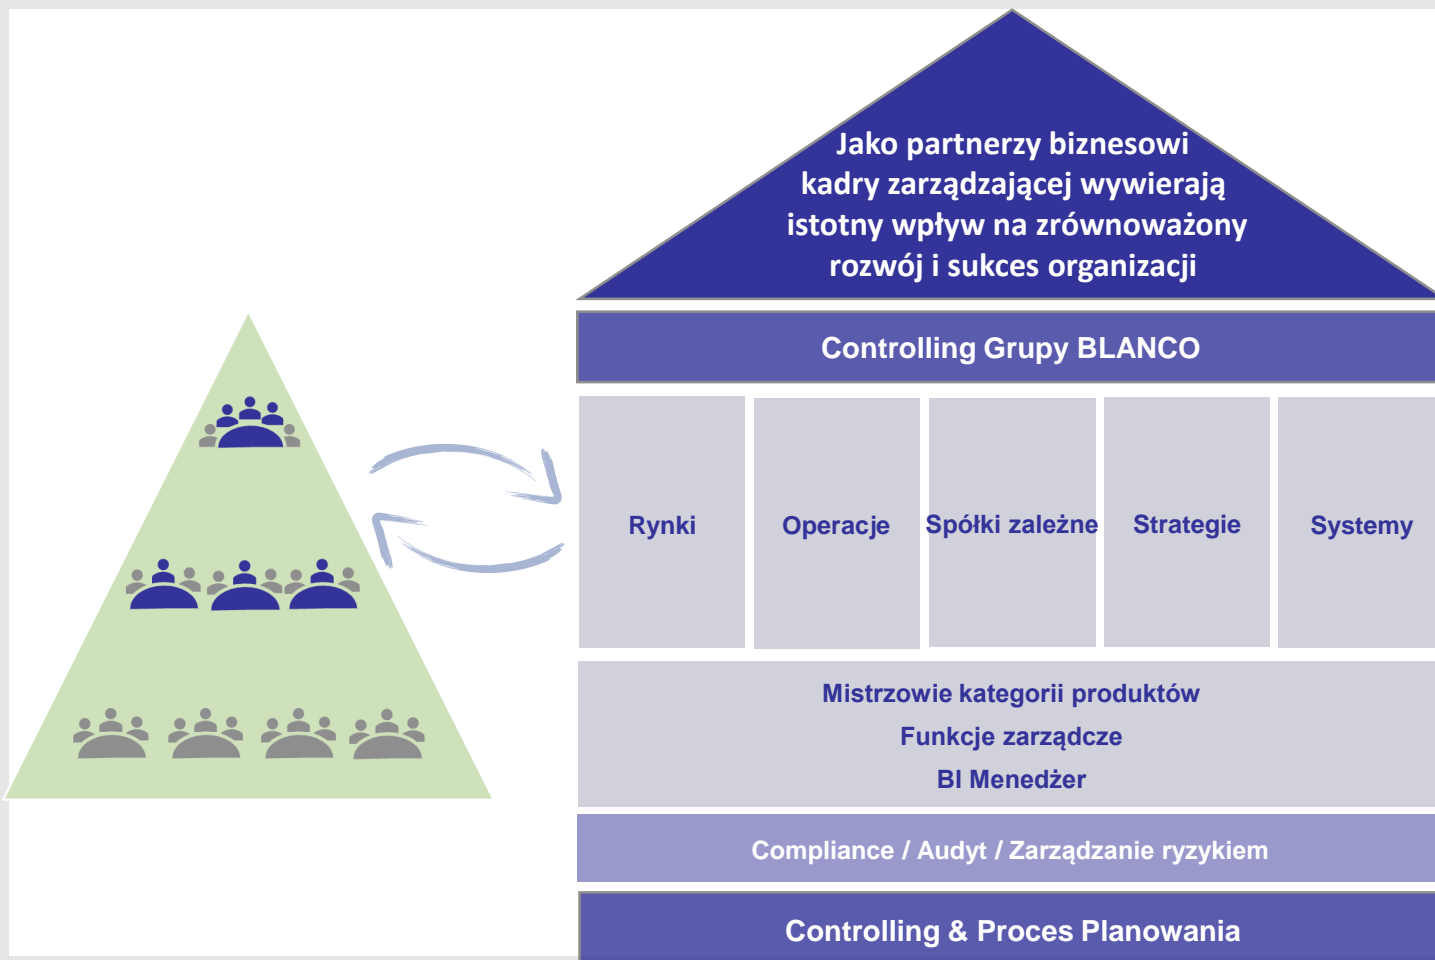 Jako partnerzy biznesowi
kadry zarządzającej wywierają
istotny wpływ na zrównoważony
rozwój i sukces organizacji
Controlling Grupy BLANCO
Rynki
Operacje
Spółki zależne
Strategie
Systemy
Mistrzowie kategorii produktów
Funkcje zarządcze
BI Menedżer
Compliance / Audyt / Zarządzanie ryzykiem
Controlling & Proces Planowania